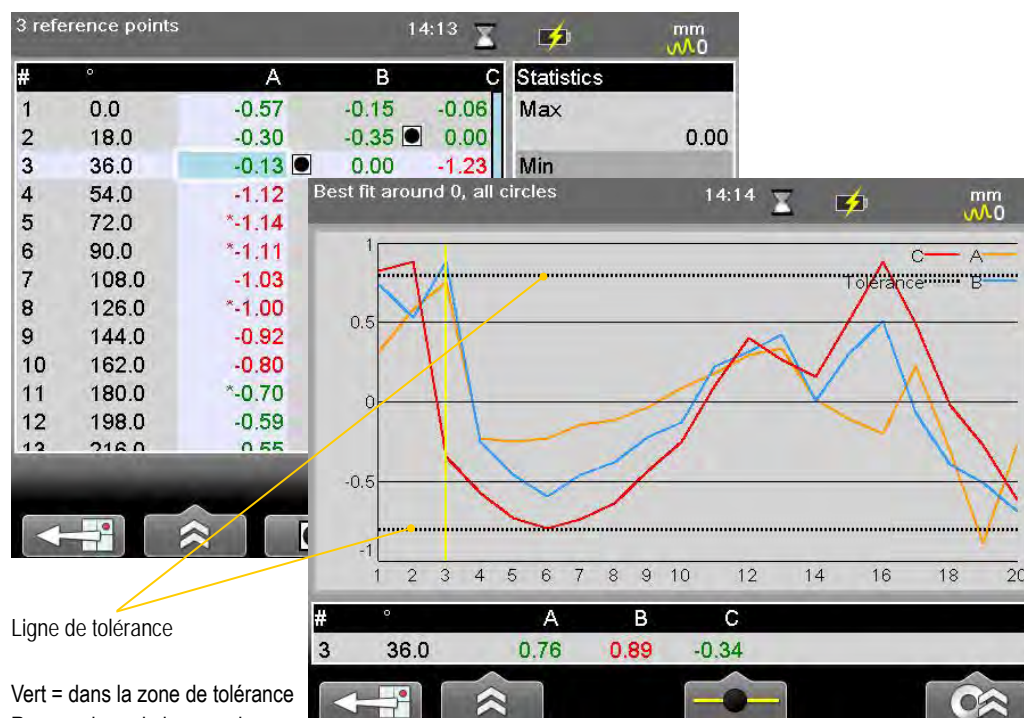 3 reference points 14:13 mm 0
# ° A B C Statistics
1 0.0 -0.57 -0.15 -0.06 Max
2 18.0 -0.30 -0.35 0.00 0.00
3 36.0 -0.13 0.00 -1.23 Min
4 54.0 -1.12
5 72.0 *-1.14
6 90.0 *-1.11
7 108.0 -1.03
8 126.0 *-1.00
9 144.0 -0.92
10 162.0 -0.80
11 180.0 *-0.70
12 198.0 -0.59
13 216.0
Best fit around 0, all circles 14:14 mm 0
1
C A
Tolerance B
0.5
0
-0.5
-1
1 2 3 4 5 6 7 8 9 10 12 14 16 18 20
# ° A B C
3 36.0 0.76 0.89 -0.34
Ligne de tolérance
Vert = dans la zone de tolérance